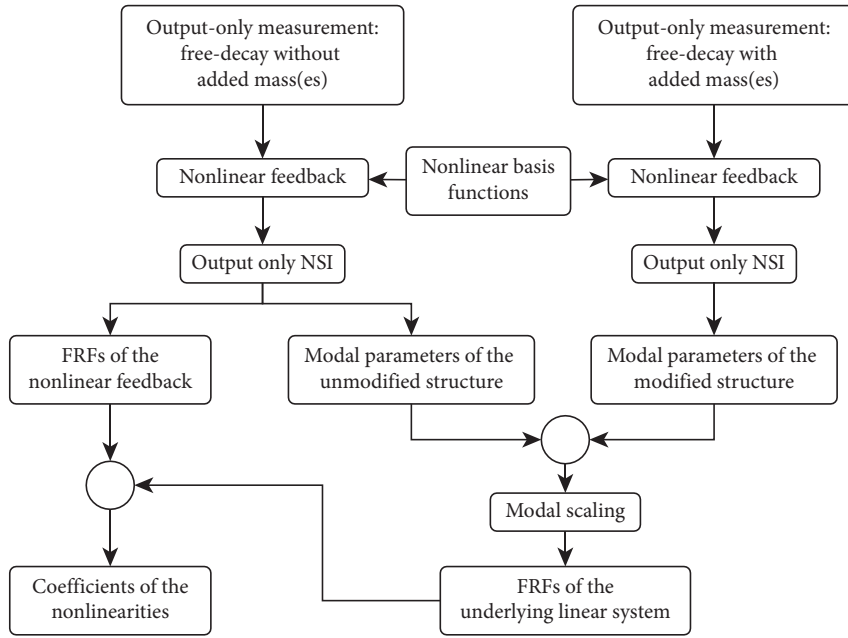 Output-only measurement:
free-decay without
added mass(es)
Output-only measurement:
free-decay with
added mass(es)
Nonlinear feedback
Nonlinear basis
functions
Nonlinear feedback
Output only NSI
Output only NSI
FRFs of the
nonlinear feedback
Modal parameters of the
unmodified structure
Modal parameters of the
modified structure
Modal scaling
Coefficients of the
nonlinearities
FRFs of the
underlying linear system